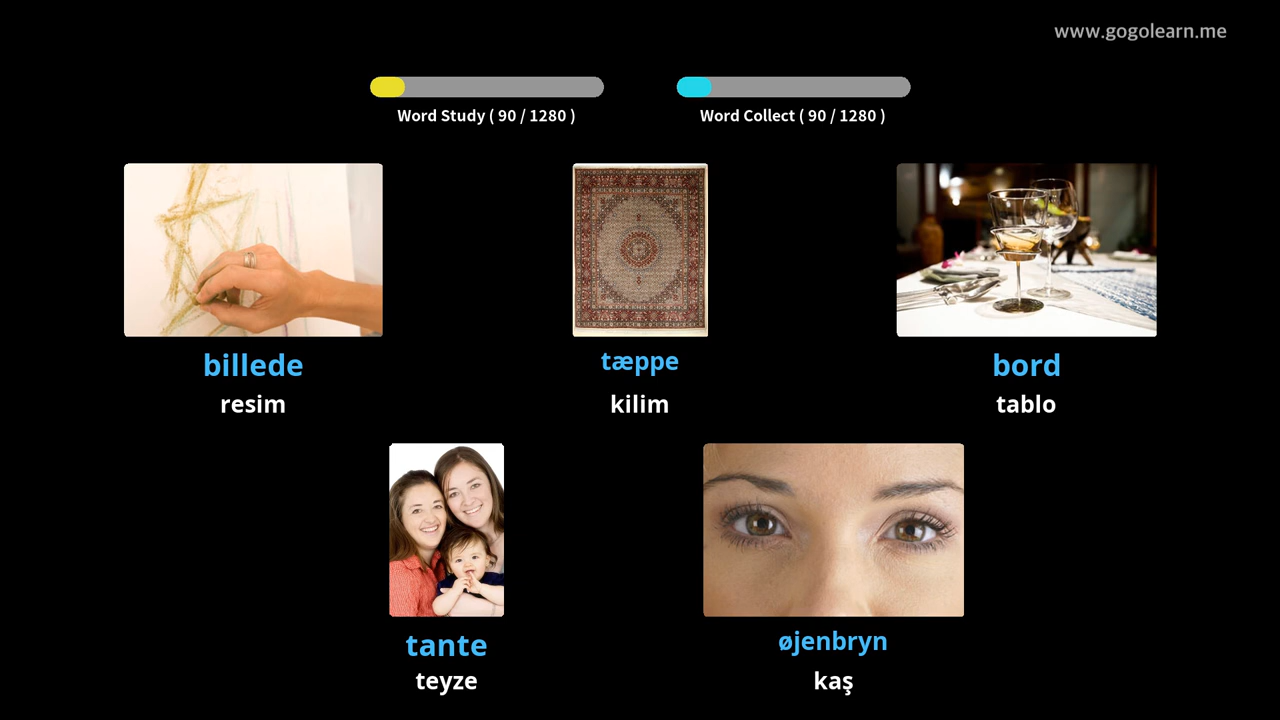 www.gogolearn.me
Word Study ( 90 / 1280 )
Word Collect ( 90 / 1280 )
billede
resim
tæppe
kilim
bord
tablo
tante
teyze
øjenbryn
kaş